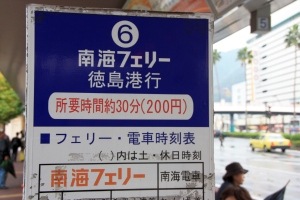 ⑥
南海フェリー
徳島港行
所要時間約30分(200円)
■フェリー・電車時刻表
( )内は土・休日時刻
南海フェリー 南海電車
5